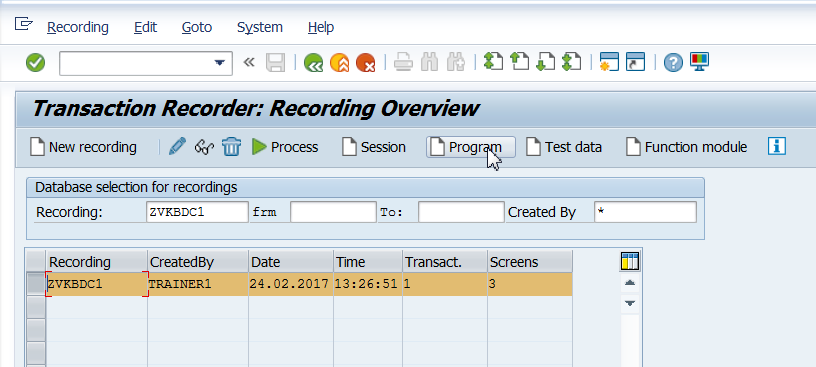 Recording Edit Goto System Help
Transaction Recorder: Recording Overview
New recording Process Session Program Test data Function module
Database selection for recordings
Recording: ZVKBDC1 frm To: Created By *
Recording CreatedBy Date Time Transact. Screens
ZVKBDC1 TRAINER1 24.02.2017 13:26:51 1 3